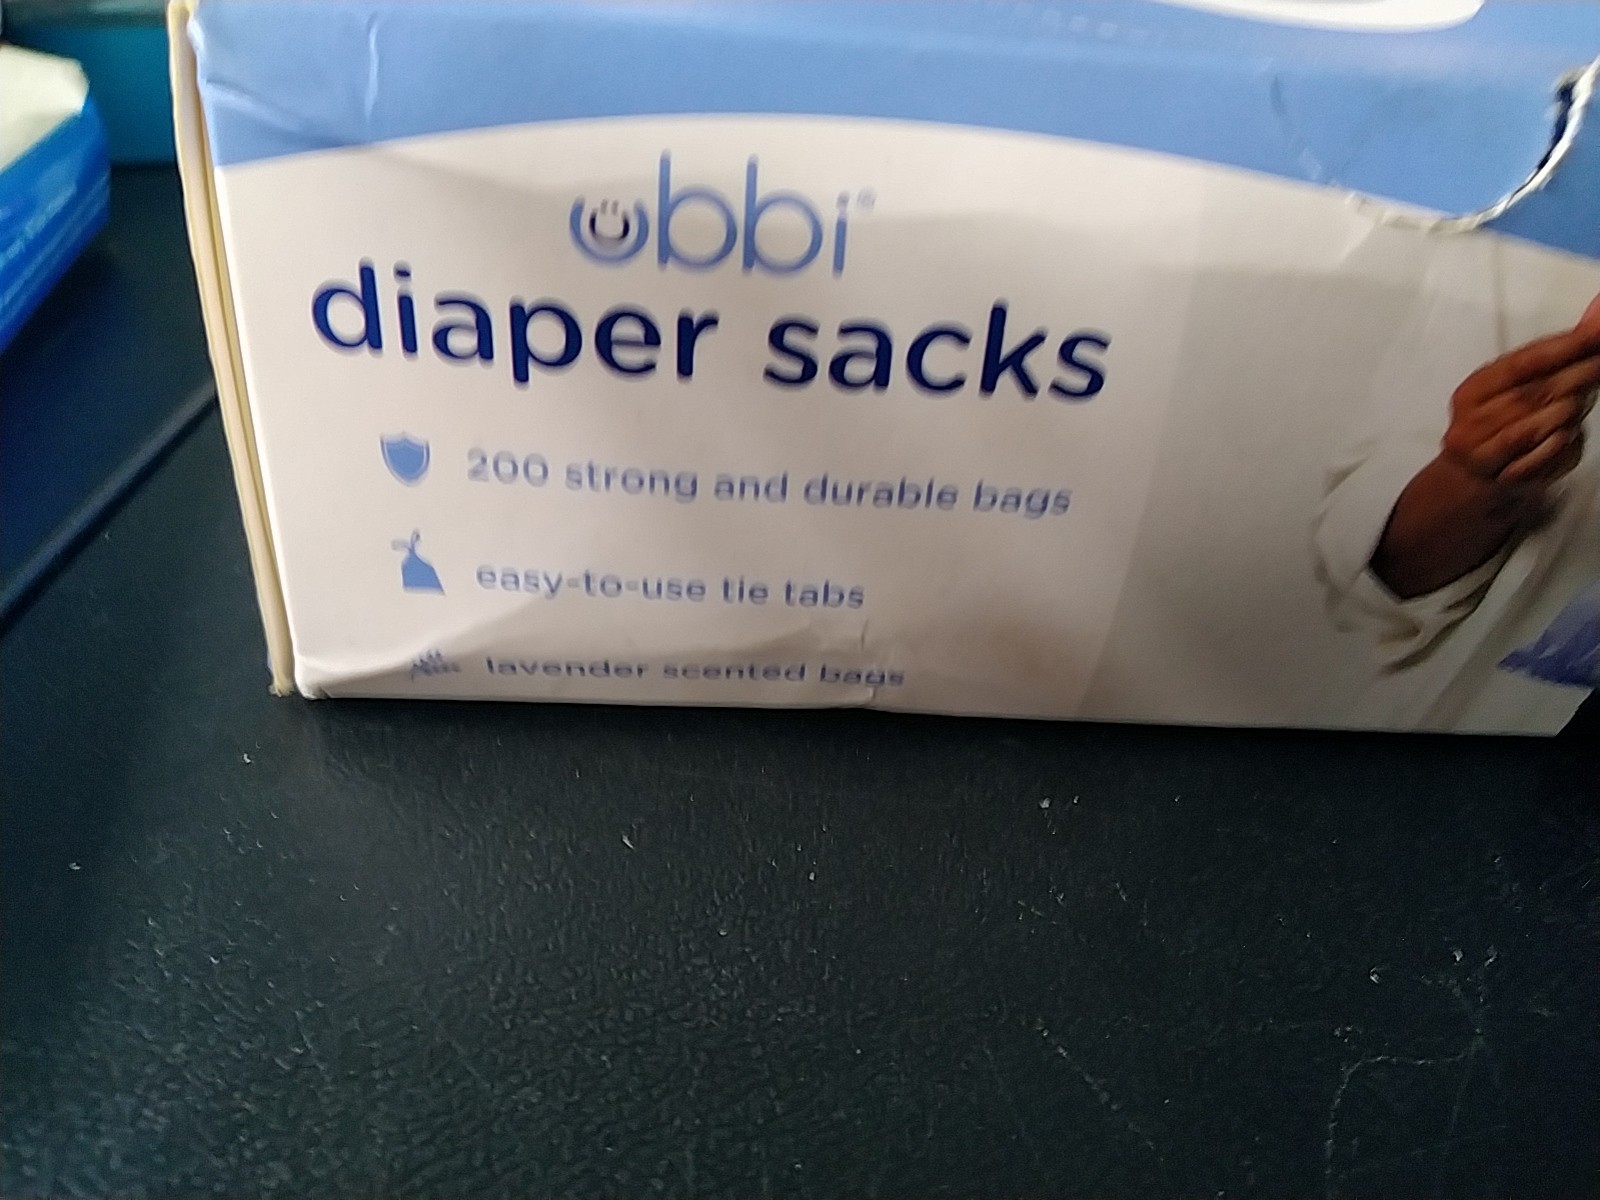 ubbi®
diaper sacks
200 strong and durable bags
easy-to-use tie tabs
lavender scented bags